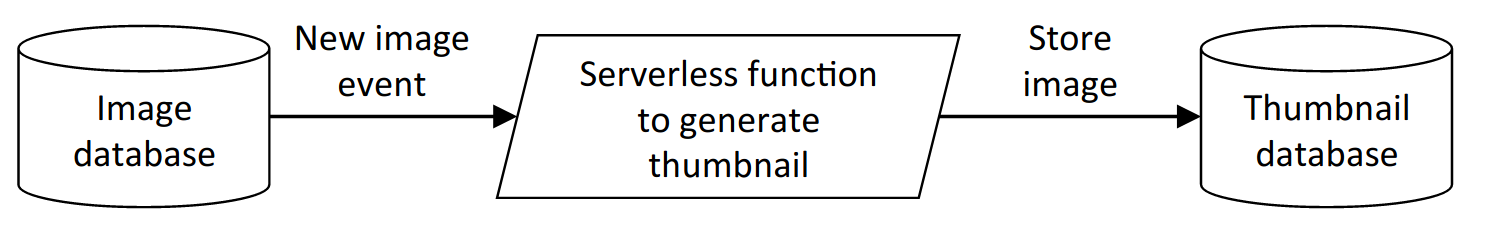 Image
database
New image
event
Serverless function
to generate
thumbnail
Store
image
Thumbnail
database